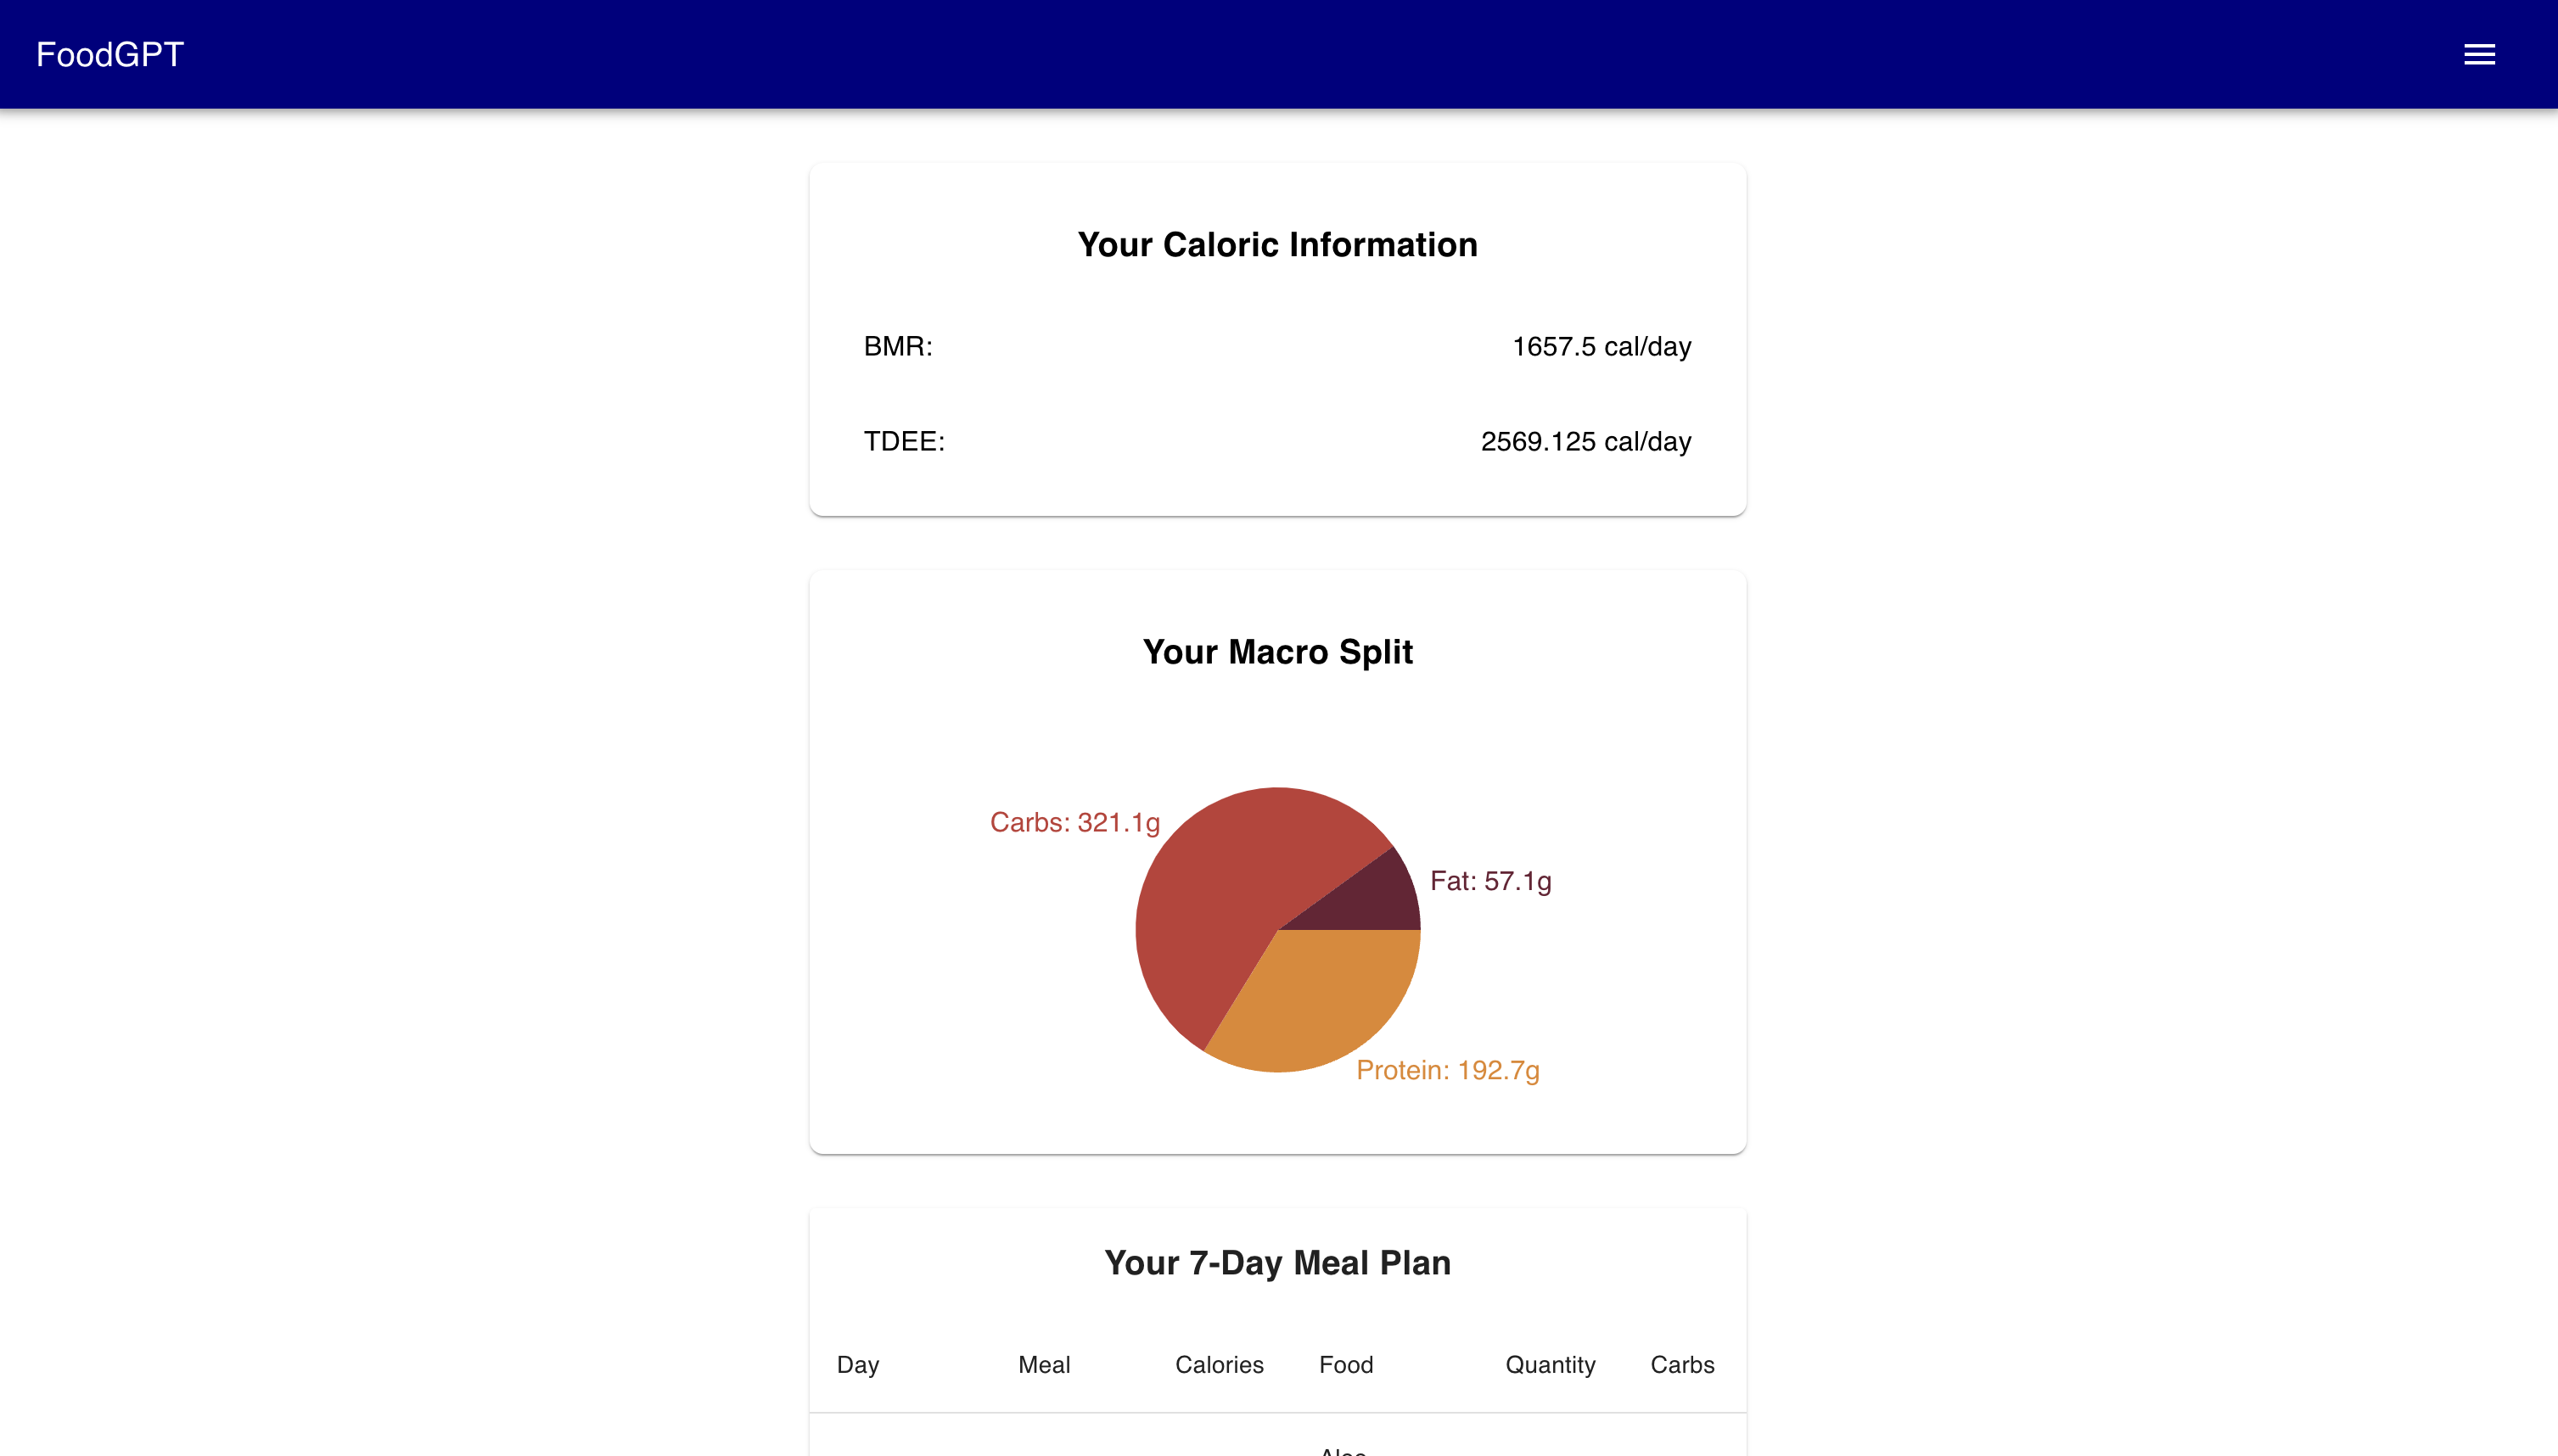 FoodGPT
Your Caloric Information
BMR: 1657.5 cal/day
TDEE: 2569.125 cal/day
Your Macro Split
Carbs: 321.1g
Fat: 57.1g
Protein: 192.7g
Your 7-Day Meal Plan
Day Meal Calories Food Quantity Carbs